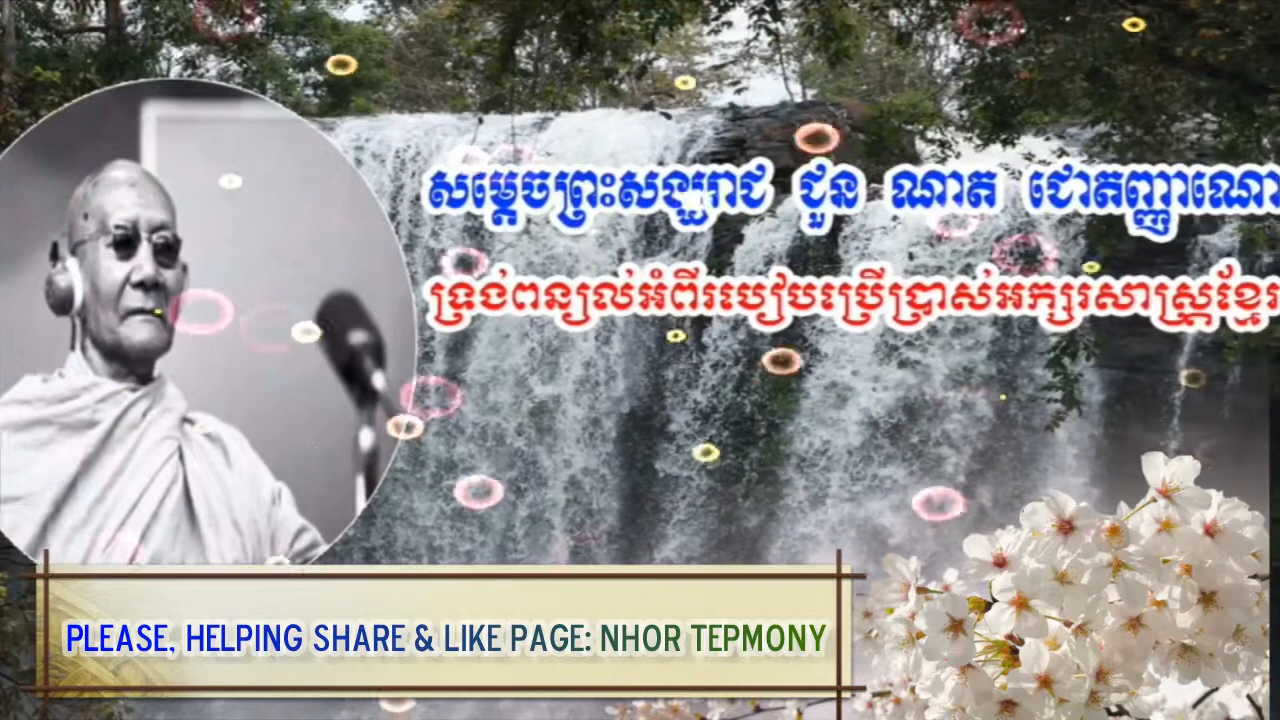 សម្ដេចព្រះសង្ឃរាជ ជួន ណាត ជោតញ្ញាណោ
ទ្រង់ពន្យល់អំពីរបៀបប្រើប្រាស់អក្សរសាស្ត្រខ្មែរ
PLEASE, HELPING SHARE & LIKE PAGE: NHOR TEPMONY